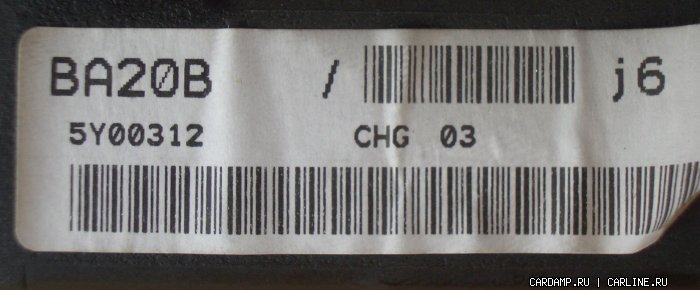 BA20B / j6
5Y00312 CHG 03
CARDAMP.RU | CARLINE.RU